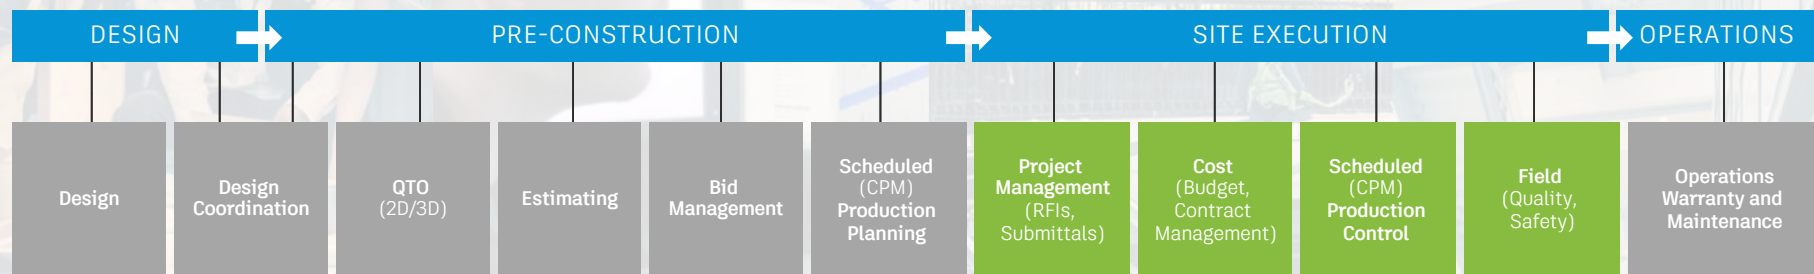 DESIGN
PRE-CONSTRUCTION
SITE EXECUTION
OPERATIONS
Design
Design
Coordination
QTO
(2D/3D)
Estimating
Bid
Management
Scheduled
(CPM)
Production
Planning
Project
Management
(RFIs,
Submittals)
Cost
(Budget,
Contract
Management)
Scheduled
(CPM)
Production
Control
Field
(Quality,
Safety)
Operations
Warranty and
Maintenance